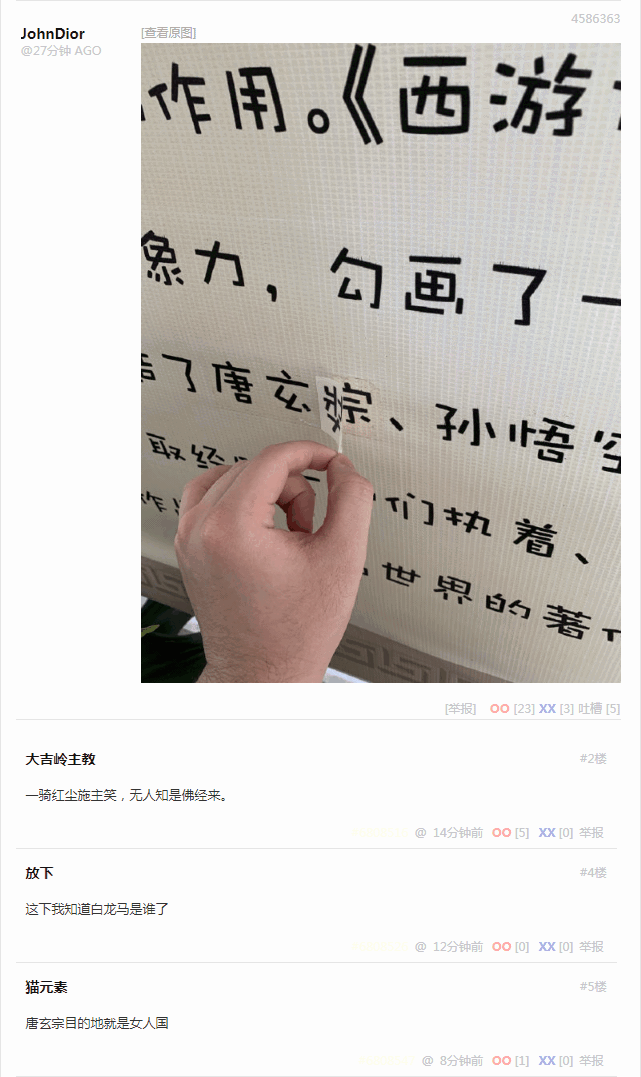 4586363
JohnDior
@27分钟 AGO
[查看原图]
作用。《西游
象力，勾画了一
了唐玄宗、孙悟空
取经 们执着、
世界的著
[举报] OO [23] XX [3] 吐槽 [5]
大吉岭主教 #2楼
一骑红尘施主笑，无人知是佛经来。
@ 14分钟前 OO [5] XX [0] 举报
放下 #4楼
这下我知道白龙马是谁了
@ 12分钟前 OO [0] XX [0] 举报
猫元素 #5楼
唐玄宗目的地就是女人国
@ 8分钟前 OO [1] XX [0] 举报